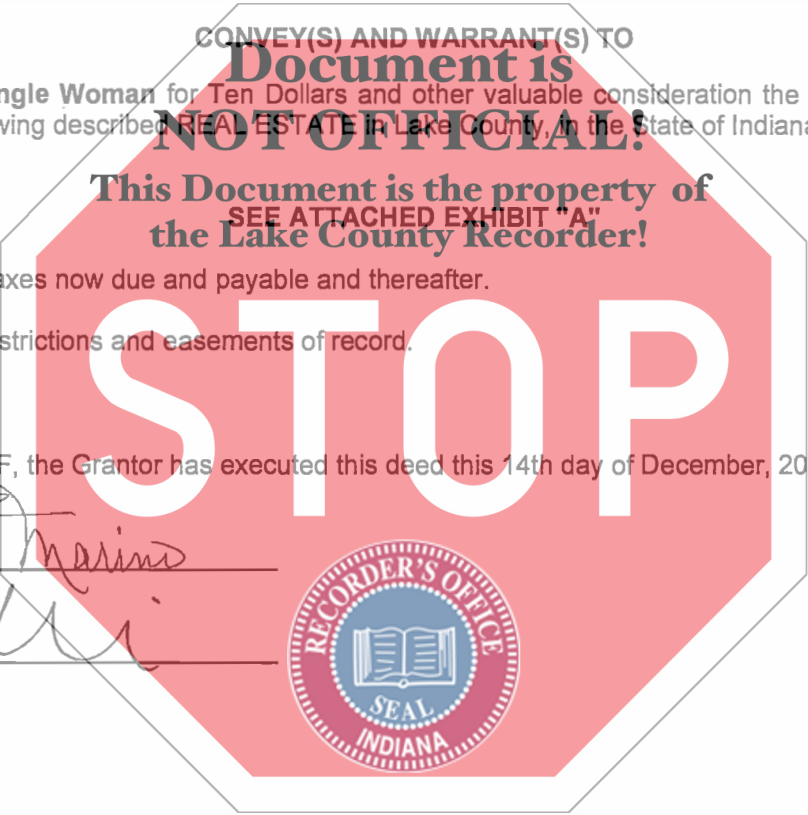 CONVEY(S) AND WARRANT(S) TO
Document is
ngle Woman for Ten Dollars and other valuable consideration the
wing described REAL ESTATE in Lake County, in the State of Indiana
NOT OFFICIAL!
This Document is the property of
SEE ATTACHED EXHIBIT "A"
the Lake County Recorder!
axes now due and payable and thereafter.
strictions and easements of record.
STOP
F, the Grantor has executed this deed this 14th day of December, 20
Marino
RECORDER'S OFFICE
SEAL
INDIANA